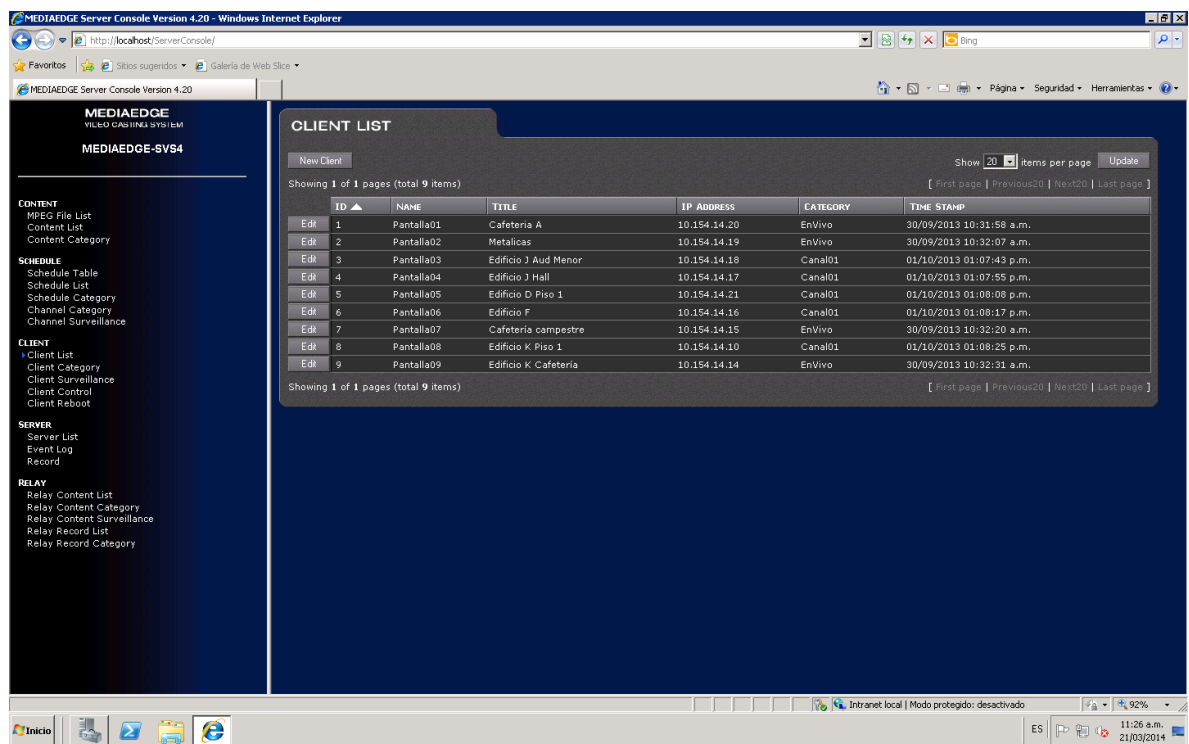 MEDIAEDGE Server Console Version 4.20 - Windows Internet Explorer
http://localhost/ServerConsole/
Bing
Favoritos Sitios sugeridos Galería de Web Slice
MEDIAEDGE Server Console Version 4.20
Página Seguridad Herramientas
MEDIAEDGE
VIDEO CASTING SYSTEM
MEDIAEDGE-SVS4
CONTENT
MPEG File List
Content List
Content Category
SCHEDULE
Schedule Table
Schedule List
Schedule Category
Channel Category
Channel Surveillance
CLIENT
Client List
Client Category
Client Surveillance
Client Control
Client Reboot
SERVER
Server List
Event Log
Record
RELAY
Relay Content List
Relay Content Category
Relay Content Surveillance
Relay Record List
Relay Record Category
CLIENT LIST
New Client
Show 20 items per page Update
Showing 1 of 1 pages (total 9 items) [ First page | Previous20 | Next20 | Last page ]
ID NAME TITLE IP ADDRESS CATEGORY TIME STAMP
Edit 1 Pantalla01 Cafeteria A 10.154.14.20 EnVivo 30/09/2013 10:31:58 a.m.
Edit 2 Pantalla02 Metalicas 10.154.14.19 EnVivo 30/09/2013 10:32:07 a.m.
Edit 3 Pantalla03 Edificio J Aud Menor 10.154.14.18 Canal01 01/10/2013 01:07:43 p.m.
Edit 4 Pantalla04 Edificio J Hall 10.154.14.17 Canal01 01/10/2013 01:07:55 p.m.
Edit 5 Pantalla05 Edificio D Piso 1 10.154.14.21 Canal01 01/10/2013 01:08:08 p.m.
Edit 6 Pantalla06 Edificio F 10.154.14.16 Canal01 01/10/2013 01:08:17 p.m.
Edit 7 Pantalla07 Cafetería campestre 10.154.14.15 EnVivo 30/09/2013 10:32:20 a.m.
Edit 8 Pantalla08 Edificio K Piso 1 10.154.14.10 Canal01 01/10/2013 01:08:25 p.m.
Edit 9 Pantalla09 Edificio K Cafetería 10.154.14.14 EnVivo 30/09/2013 10:32:31 a.m.
Showing 1 of 1 pages (total 9 items) [ First page | Previous20 | Next20 | Last page ]
Intranet local | Modo protegido: desactivado 92%
Inicio
ES 11:26 a.m.
21/03/2014